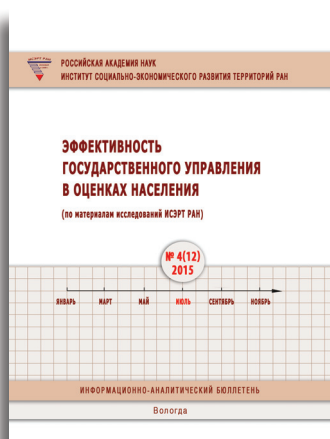 РОССИЙСКАЯ АКАДЕМИЯ НАУК
ИНСТИТУТ СОЦИАЛЬНО-ЭКОНОМИЧЕСКОГО РАЗВИТИЯ ТЕРРИТОРИЙ РАН
ЭФФЕКТИВНОСТЬ
ГОСУДАРСТВЕННОГО УПРАВЛЕНИЯ
В ОЦЕНКАХ НАСЕЛЕНИЯ
(по материалам исследований ИСЭРТ РАН)
№ 4(12)
2015
ЯНВАРЬ МАРТ МАЙ ИЮЛЬ СЕНТЯБРЬ НОЯБРЬ
ИНФОРМАЦИОННО-АНАЛИТИЧЕСКИЙ БЮЛЛЕТЕНЬ
Вологда